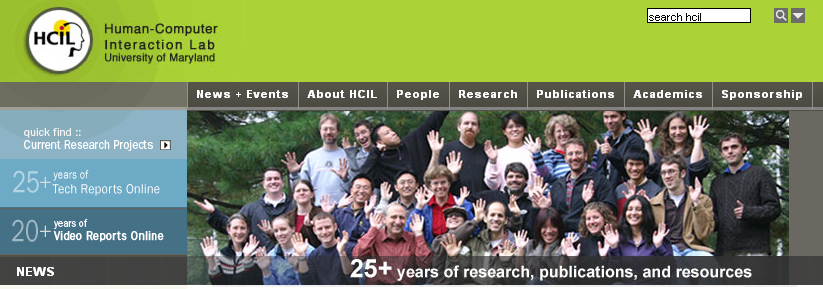 HCIL
Human-Computer
Interaction Lab
University of Maryland
search hcil
News + Events
About HCIL
People
Research
Publications
Academics
Sponsorship
quick find ::
Current Research Projects
25+ years of
Tech Reports Online
20+ years of
Video Reports Online
NEWS
25+ years of research, publications, and resources